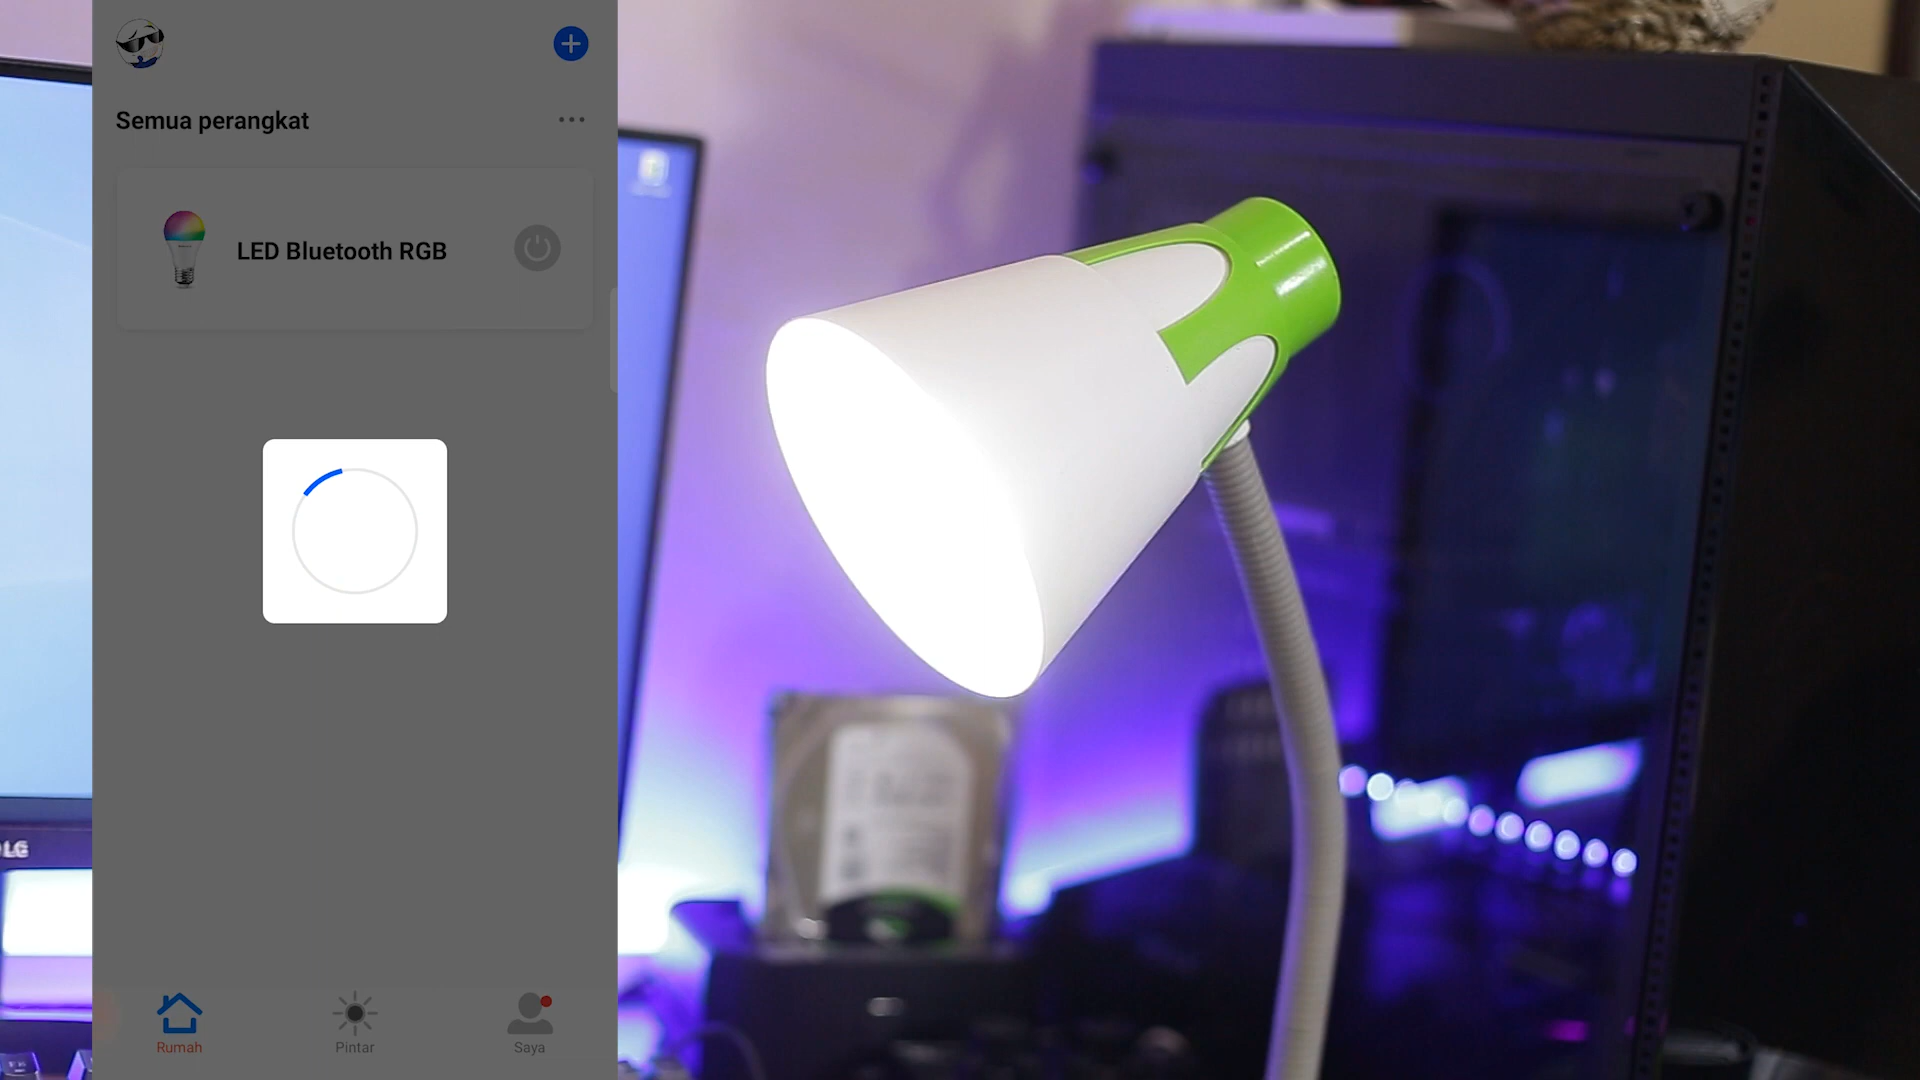 Semua perangkat
LED Bluetooth RGB
LG
Rumah
Pintar
Saya